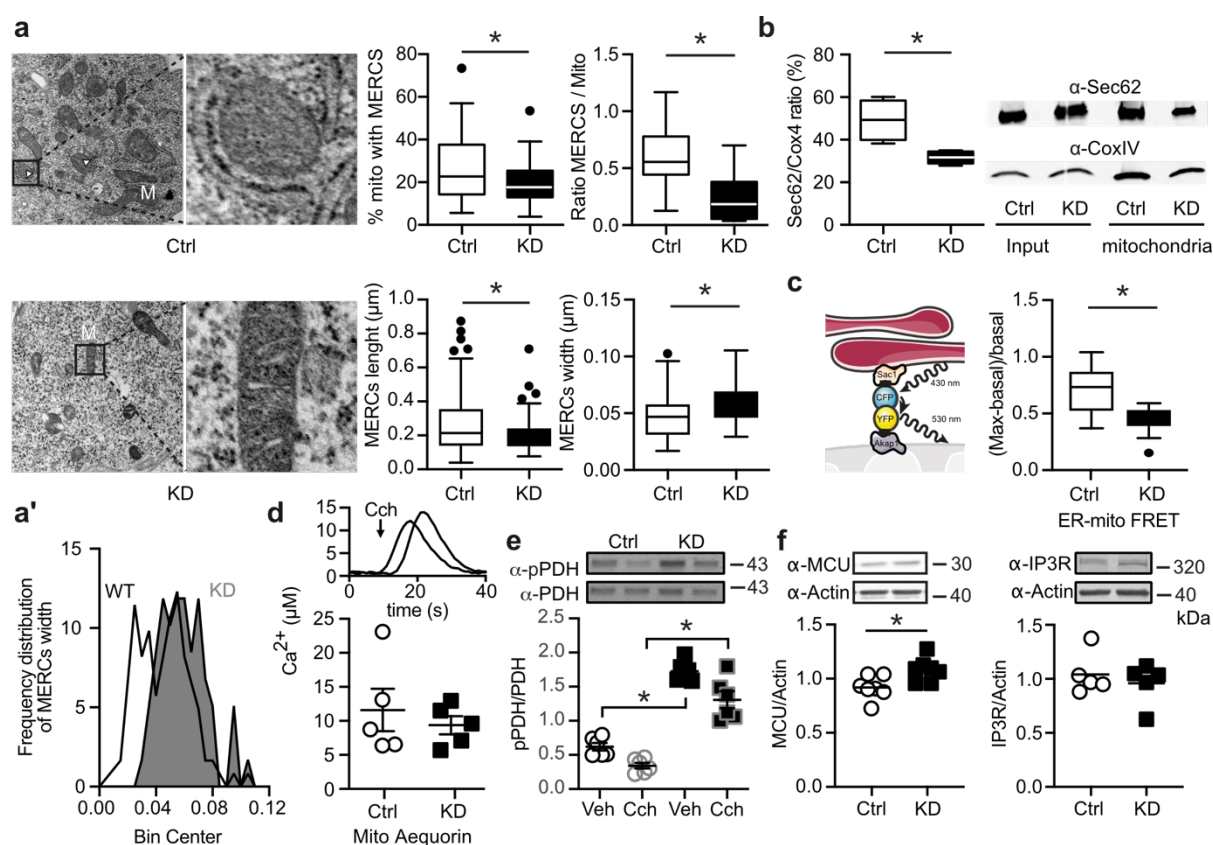 a
M
Ctrl
% mito with MERCS
80
60
40
20
0
*
Ctrl
KD
Ratio MERCS / Mito
1.5
1.0
0.5
0.0
*
Ctrl
KD
b
Sec62/Cox4 ratio (%)
80
60
40
20
0
*
Ctrl
KD
α-Sec62
α-CoxIV
Ctrl KD Ctrl KD
Input mitochondria
M
KD
MERCs lenght (µm)
1.0
0.8
0.6
0.4
0.2
0.0
*
Ctrl
KD
MERCs width (µm)
0.15
0.10
0.05
0.00
*
Ctrl
KD
c
Sac1
CFP
YFP
Akap1
430 nm
530 nm
(Max-basal)/basal
1.5
1.0
0.5
0.0
*
Ctrl
KD
ER-mito FRET
a'
Frequency distribution
of MERCs width
15
10
5
0
WT
KD
0.00 0.04 0.08 0.12
Bin Center
d
Cch
15
10
5
0
0 20 40
time (s)
Ca2+ (µM)
25
20
15
10
5
0
Ctrl
KD
Mito Aequorin
e
Ctrl KD
α-pPDH
43
α-PDH
43
pPDH/PDH
2.5
2.0
1.5
1.0
0.5
0.0
*
*
Veh Cch Veh Cch
f
α-MCU
30
α-Actin
40
MCU/Actin
1.5
1.0
0.5
0.0
*
Ctrl
KD
α-IP3R
320
α-Actin
40
kDa
IP3R/Actin
1.5
1.0
0.5
0.0
Ctrl
KD